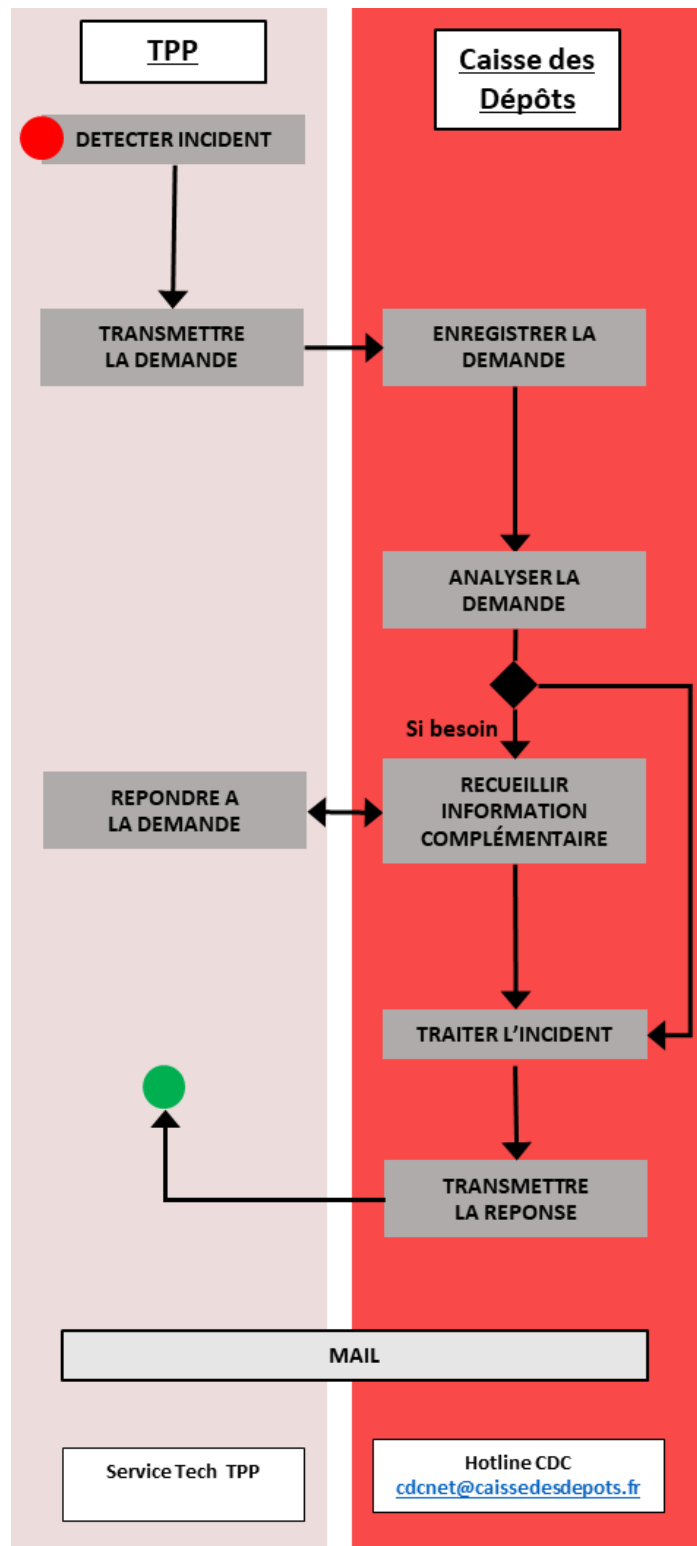 TPP
Caisse des
Dépôts
DETECTER INCIDENT
TRANSMETTRE
LA DEMANDE
ENREGISTRER LA
DEMANDE
ANALYSER LA
DEMANDE
Si besoin
REPONDRE A
LA DEMANDE
RECUEILLIR
INFORMATION
COMPLÉMENTAIRE
TRAITER L'INCIDENT
TRANSMETTRE
LA REPONSE
MAIL
Service Tech TPP
Hotline CDC
cdcnet@caissedesdepots.fr